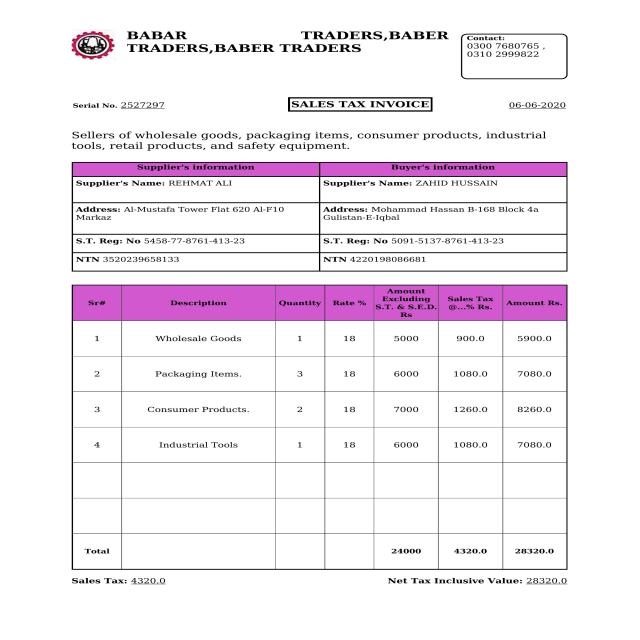 BABAR TRADERS,BABER
TRADERS,BABER TRADERS
Contact:
0300 7680765 ,
0310 2999822
Serial No. 2527297
SALES TAX INVOICE
06-06-2020
Sellers of wholesale goods, packaging items, consumer products, industrial
tools, retail products, and safety equipment.
Supplier's information Buyer's information
Supplier's Name: REHMAT ALI Supplier's Name: ZAHID HUSSAIN
Address: Al-Mustafa Tower Flat 620 Al-F10
Markaz
Address: Mohammad Hassan B-168 Block 4a
Gulistan-E-Iqbal
S.T. Reg: No 5458-77-8761-413-23 S.T. Reg: No 5091-5137-8761-413-23
NTN 3520239658133 NTN 4220198086681
Sr# Description Quantity Rate % Amount
Excluding
S.T. & S.E.D.
Rs
Sales Tax
@...% Rs.
Amount Rs.
1 Wholesale Goods 1 18 5000 900.0 5900.0
2 Packaging Items. 3 18 6000 1080.0 7080.0
3 Consumer Products. 2 18 7000 1260.0 8260.0
4 Industrial Tools 1 18 6000 1080.0 7080.0
Total 24000 4320.0 28320.0
Sales Tax: 4320.0 Net Tax Inclusive Value: 28320.0